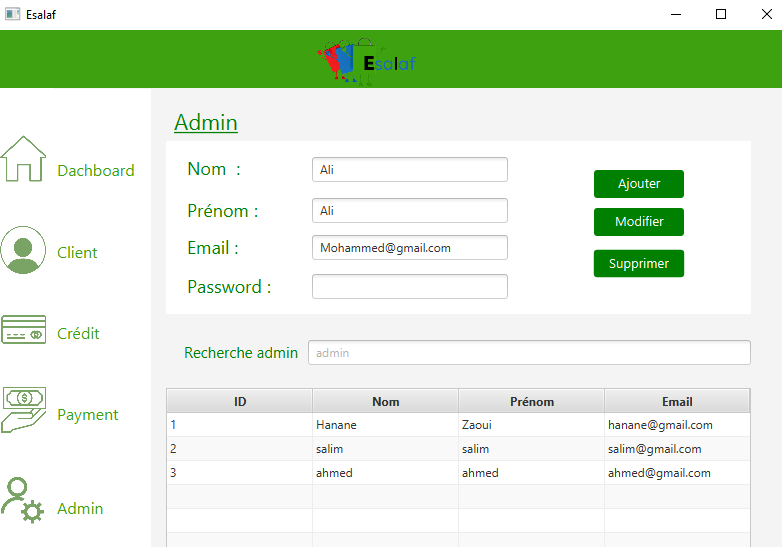 Esalaf
Esalaf
Admin
Nom :
Ali
Ajouter
Prénom :
Ali
Modifier
Email :
Mohammed@gmail.com
Supprimer
Password :
Dachboard
Client
Crédit
Payment
Admin
Recherche admin
admin
ID Nom Prénom Email
1 Hanane Zaoui hanane@gmail.com
2 salim salim salim@gmail.com
3 ahmed ahmed ahmed@gmail.com